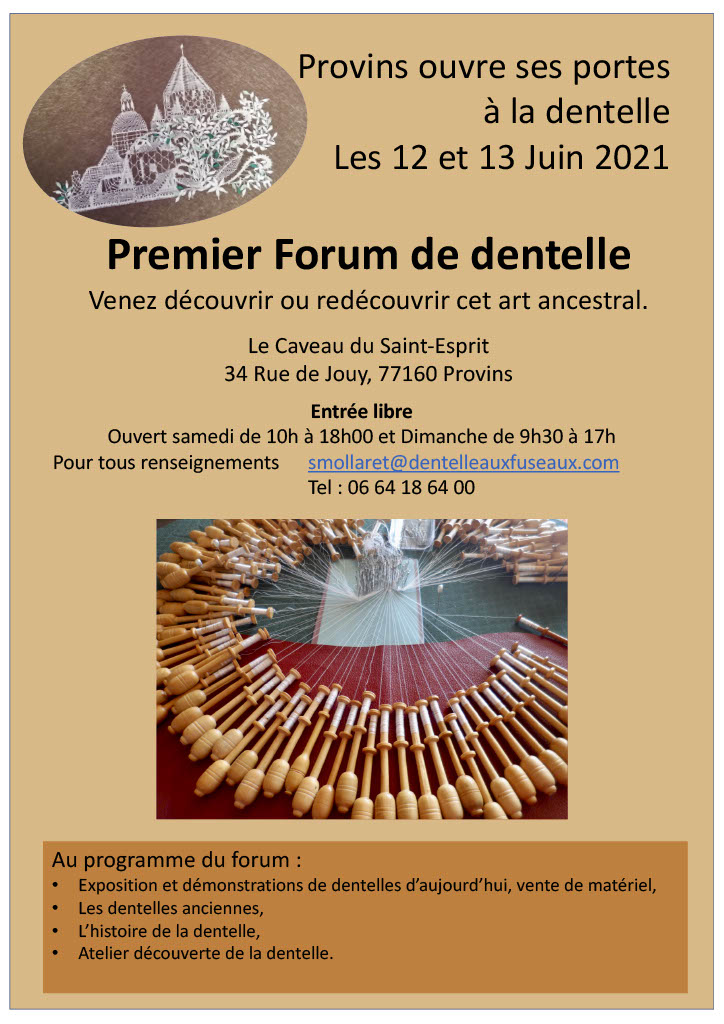 Provins ouvre ses portes
à la dentelle
Les 12 et 13 Juin 2021
Premier Forum de dentelle
Venez découvrir ou redécouvrir cet art ancestral.
Le Caveau du Saint-Esprit
34 Rue de Jouy, 77160 Provins
Entrée libre
Ouvert samedi de 10h à 18h00 et Dimanche de 9h30 à 17h
Pour tous renseignements smollaret@dentelleauxfuseaux.com
Tel : 06 64 18 64 00
Au programme du forum :
• Exposition et démonstrations de dentelles d’aujourd’hui, vente de matériel,
• Les dentelles anciennes,
• L’histoire de la dentelle,
• Atelier découverte de la dentelle.